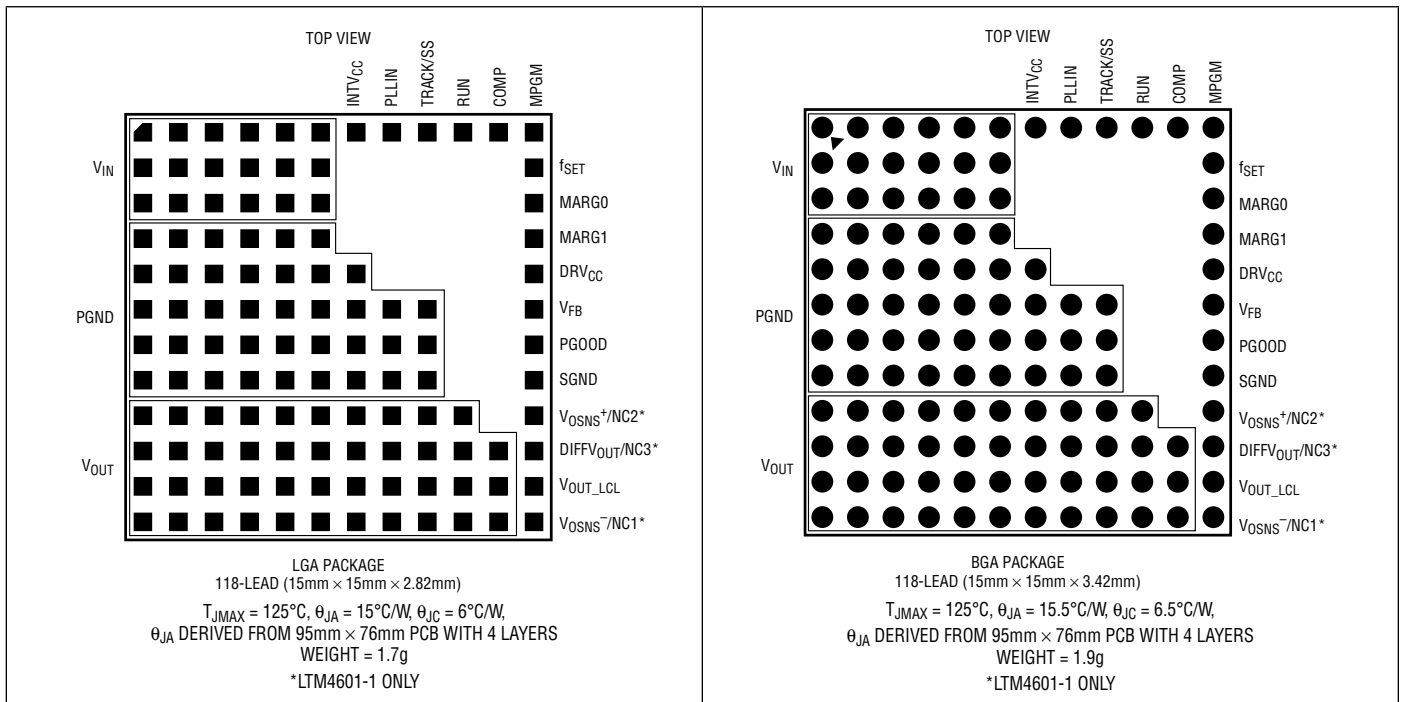 TOP VIEW
INTVCC
PLLIN
TRACK/SS
RUN
COMP
MPGM
VIN
fSET
MARG0
MARG1
DRVCC
PGND
VFB
PGOOD
SGND
VOSNS+/NC2*
VOUT
DIFFVOUT/NC3*
VOUT_LCL
VOSNS–/NC1*
LGA PACKAGE
118-LEAD (15mm × 15mm × 2.82mm)
TJMAX = 125°C, θJA = 15°C/W, θJC = 6°C/W,
θJA DERIVED FROM 95mm × 76mm PCB WITH 4 LAYERS
WEIGHT = 1.7g
*LTM4601-1 ONLY
TOP VIEW
INTVCC
PLLIN
TRACK/SS
RUN
COMP
MPGM
VIN
fSET
MARG0
MARG1
DRVCC
PGND
VFB
PGOOD
SGND
VOSNS+/NC2*
VOUT
DIFFVOUT/NC3*
VOUT_LCL
VOSNS–/NC1*
BGA PACKAGE
118-LEAD (15mm × 15mm × 3.42mm)
TJMAX = 125°C, θJA = 15.5°C/W, θJC = 6.5°C/W,
θJA DERIVED FROM 95mm × 76mm PCB WITH 4 LAYERS
WEIGHT = 1.9g
*LTM4601-1 ONLY